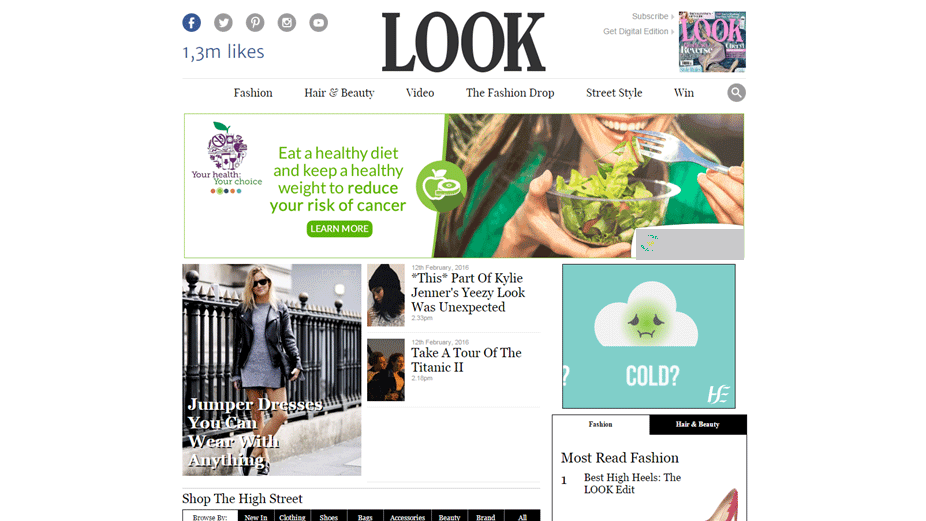 1,3m likes
LOOK
Subscribe
Get Digital Edition
LOOK
Reverse
Fashion
Hair & Beauty
Video
The Fashion Drop
Street Style
Win
Your health;
Your choice
Eat a healthy diet
and keep a healthy
weight to reduce
your risk of cancer
LEARN MORE
Jumper Dresses
You Can
Wear With
Anything
12th February, 2016
*This* Part Of Kylie
Jenner's Yeezy Look
Was Unexpected
2.33pm
12th February, 2016
Take A Tour Of The
Titanic II
2.18pm
?
COLD?
Fashion
Hair & Beauty
Most Read Fashion
1
Best High Heels: The
LOOK Edit
Shop The High Street
Browse By:
New In
Clothing
Shoes
Bags
Accessories
Beauty
Brand
All